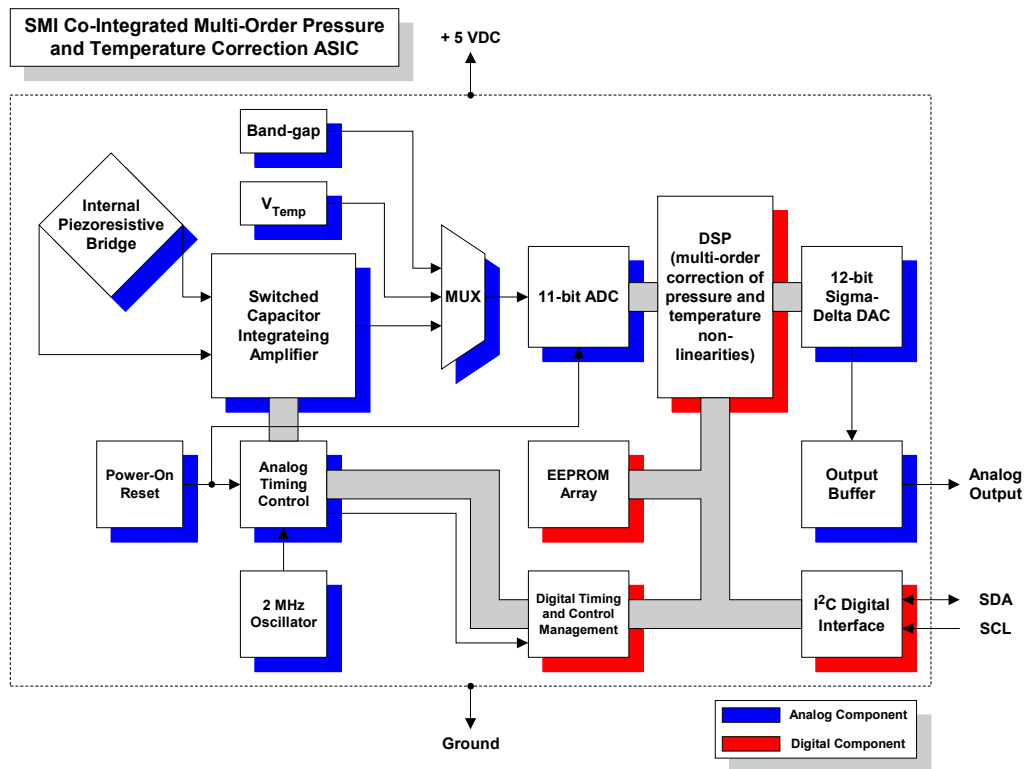 SMI Co-Integrated Multi-Order Pressure
and Temperature Correction ASIC
+ 5 VDC
Band-gap
Internal
Piezoresistive
Bridge
V_Temp
Switched
Capacitor
Integrateing
Amplifier
MUX
11-bit ADC
DSP
(multi-order
correction of
pressure and
temperature
non-
linearities)
12-bit
Sigma-
Delta DAC
Power-On
Reset
Analog
Timing
Control
EEPROM
Array
Output
Buffer
Analog
Output
2 MHz
Oscillator
Digital Timing
and Control
Management
I²C Digital
Interface
SDA
SCL
Ground
Analog Component
Digital Component